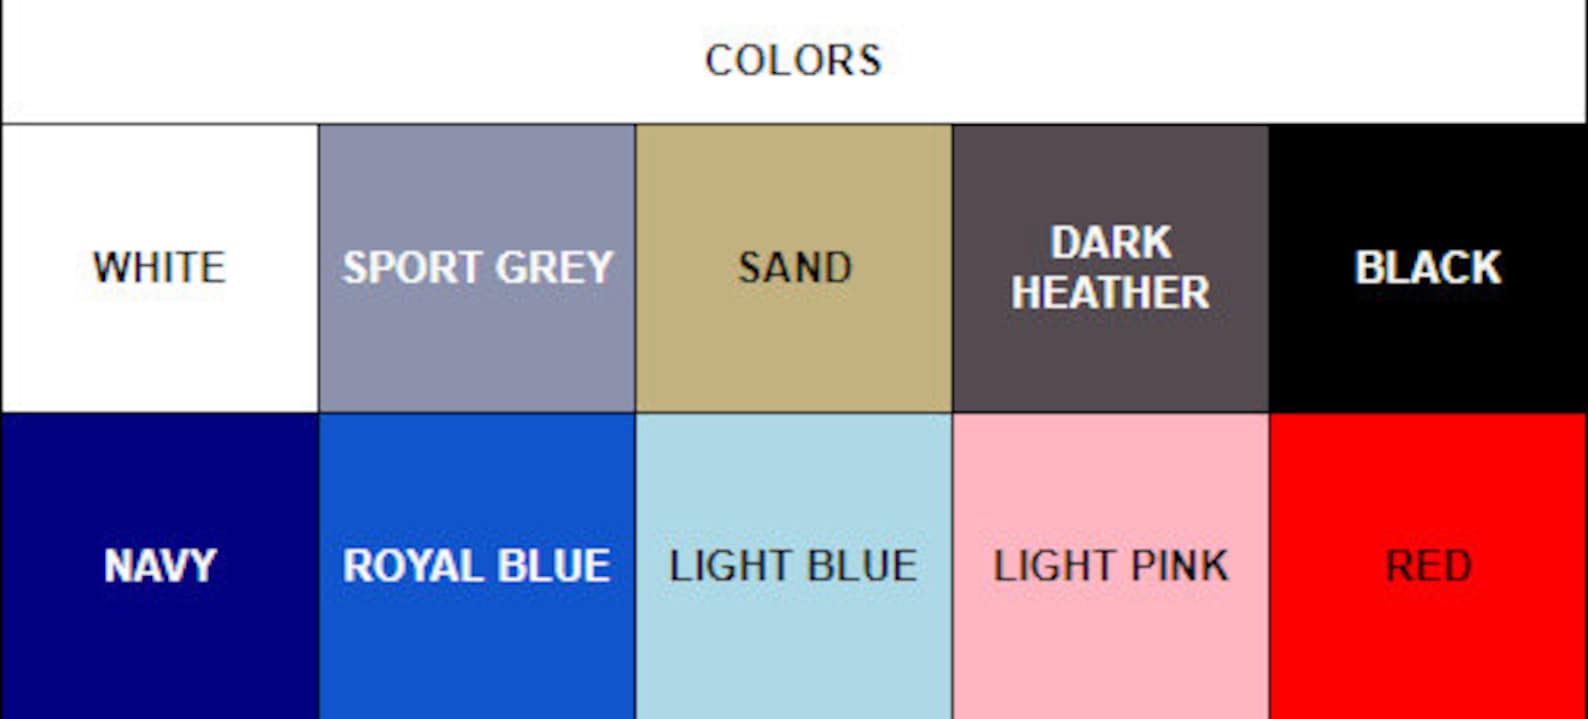 COLORS
WHITE
SPORT GREY
SAND
DARK
HEATHER
BLACK
NAVY
ROYAL BLUE
LIGHT BLUE
LIGHT PINK
RED